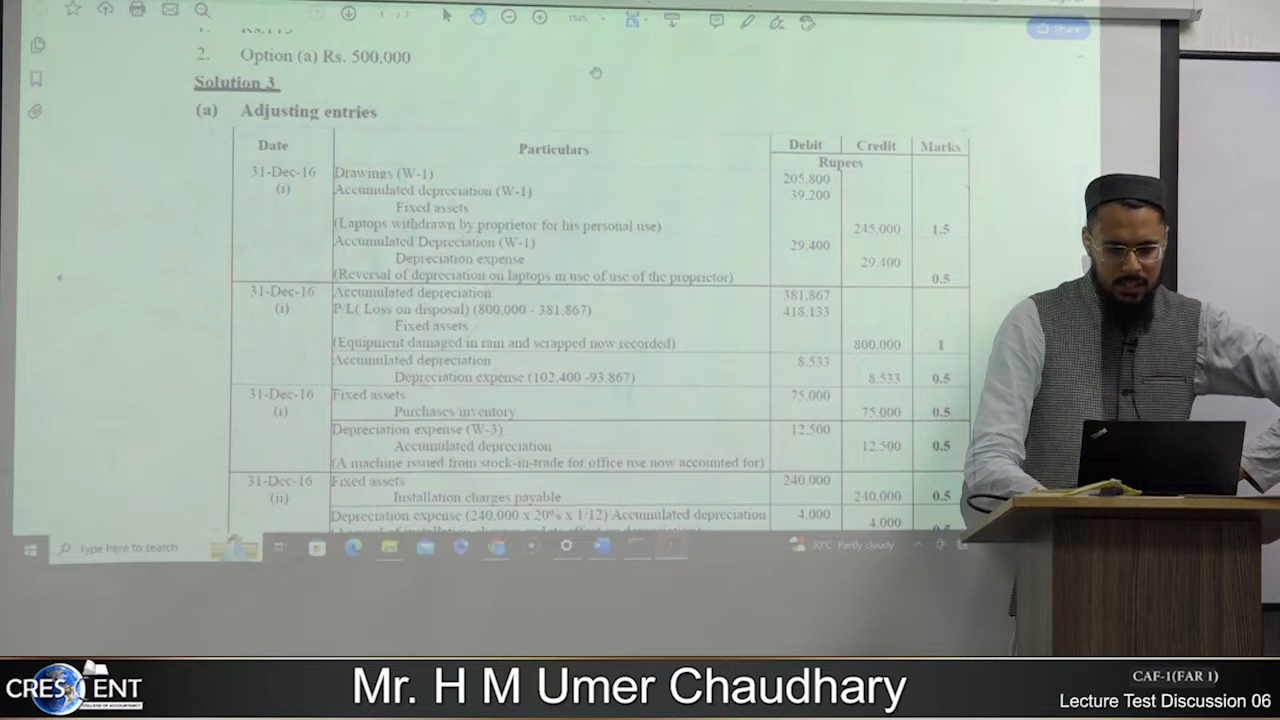 Share
2. Option (a) Rs. 500,000
Solution 3
(a) Adjusting entries
Date Particulars Debit Credit Marks
Rupees
31-Dec-16 Drawings (W-1) 205,800
(i) Accumulated depreciation (W-1) 39,200
Fixed assets
(Laptops withdrawn by proprietor for his personal use) 245,000 1.5
Accumulated Depreciation (W-1) 29,400
Depreciation expense 29,400
(Reversal of depreciation on laptops in use of use of the proprietor) 0.5
31-Dec-16 Accumulated depreciation 381,867
(i) P/L( Loss on disposal) (800,000 - 381,867) 418,133
Fixed assets
(Equipment damaged in rain and scrapped now recorded) 800,000 1
Accumulated depreciation 8,533
Depreciation expense (102,400 -93,867) 8,533 0.5
31-Dec-16 Fixed assets 75,000
(i) Purchases/inventory 75,000 0.5
Depreciation expense (W-3) 12,500
Accumulated depreciation 12,500 0.5
(A machine issued from stock-in-trade for office use now accounted for)
31-Dec-16 Fixed assets 240,000
(ii) Installation charges payable 240,000 0.5
Depreciation expense (240,000 x 20% x 1/12) Accumulated depreciation 4,000
4,000
Type here to search
30°C Partly cloudy
CRESCENT
COLLEGE OF ACCOUNTANCY
Mr. H M Umer Chaudhary
CAF-1(FAR 1)
Lecture Test Discussion 06